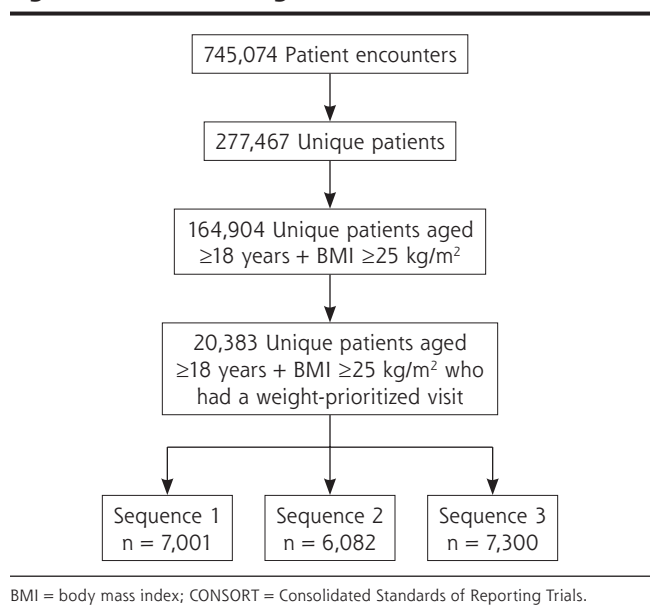 745,074 Patient encounters
277,467 Unique patients
164,904 Unique patients aged
≥18 years + BMI ≥25 kg/m²
20,383 Unique patients aged
≥18 years + BMI ≥25 kg/m² who
had a weight-prioritized visit
Sequence 1
n = 7,001
Sequence 2
n = 6,082
Sequence 3
n = 7,300
BMI = body mass index; CONSORT = Consolidated Standards of Reporting Trials.